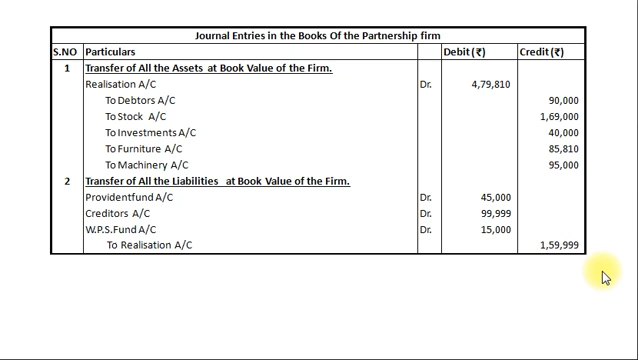 Journal Entries in the Books Of the Partnership firm
S.NO Particulars Debit (₹) Credit (₹)
1 Transfer of All the Assets at Book Value of the Firm.
Realisation A/C Dr. 4,79,810
To Debtors A/C 90,000
To Stock A/C 1,69,000
To Investments A/C 40,000
To Furniture A/C 85,810
To Machinery A/C 95,000
2 Transfer of All the Liabilities at Book Value of the Firm.
Providentfund A/C Dr. 45,000
Creditors A/C Dr. 99,999
W.P.S.Fund A/C Dr. 15,000
To Realisation A/C 1,59,999